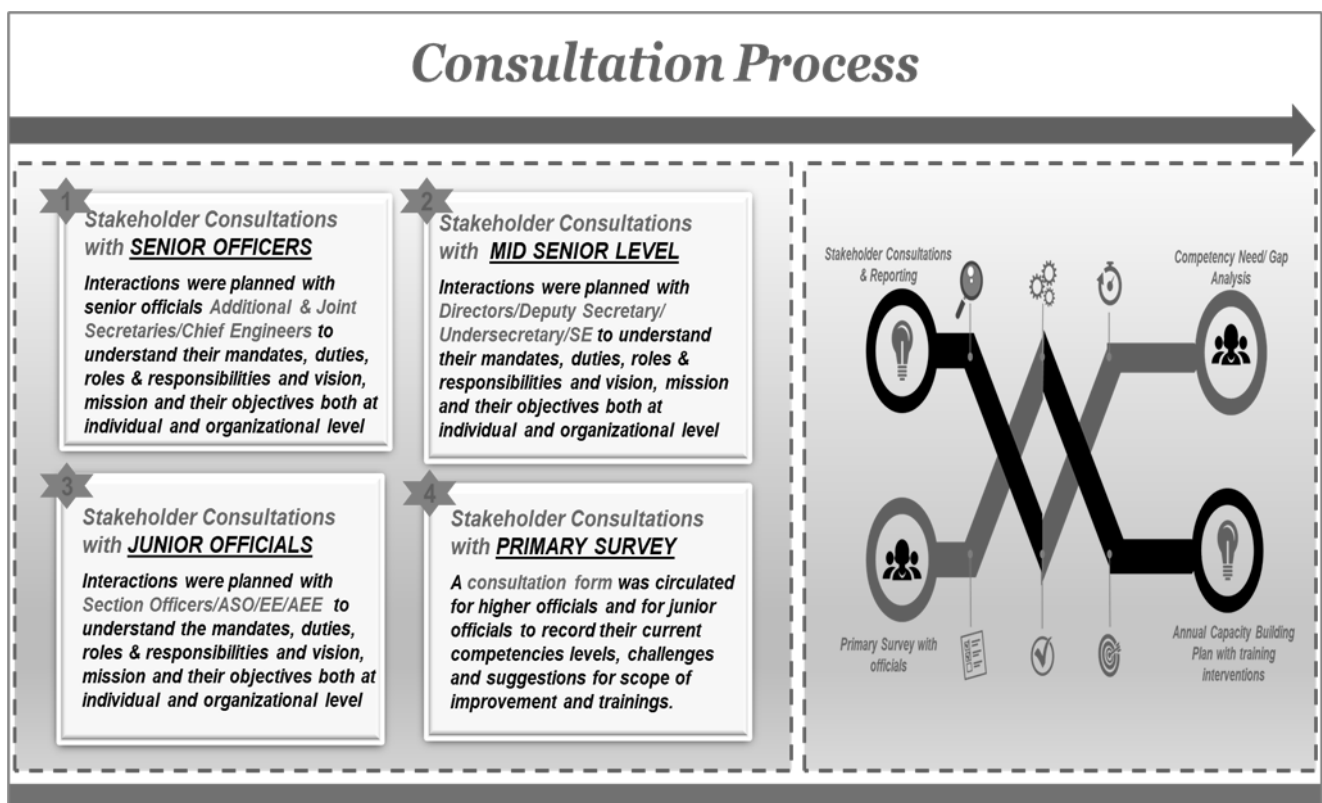 Consultation Process
1
Stakeholder Consultations
with SENIOR OFFICERS
Interactions were planned with
senior officials Additional & Joint
Secretaries/Chief Engineers to
understand their mandates, duties,
roles & responsibilities and vision,
mission and their objectives both at
individual and organizational level
2
Stakeholder Consultations
with MID SENIOR LEVEL
Interactions were planned with
Directors/Deputy Secretary/
Undersecretary/SE to understand
their mandates, duties, roles &
responsibilities and vision, mission
and their objectives both at
individual and organizational level
3
Stakeholder Consultations
with JUNIOR OFFICIALS
Interactions were planned with
Section Officers/ASO/EE/AEE to
understand the mandates, duties,
roles & responsibilities and vision,
mission and their objectives both at
individual and organizational level
4
Stakeholder Consultations
with PRIMARY SURVEY
A consultation form was circulated
for higher officials and for junior
officials to record their current
competencies levels, challenges
and suggestions for scope of
improvement and trainings.
Stakeholder Consultations
& Reporting
Competency Need/ Gap
Analysis
Primary Survey with
officials
Annual Capacity Building
Plan with training
interventions